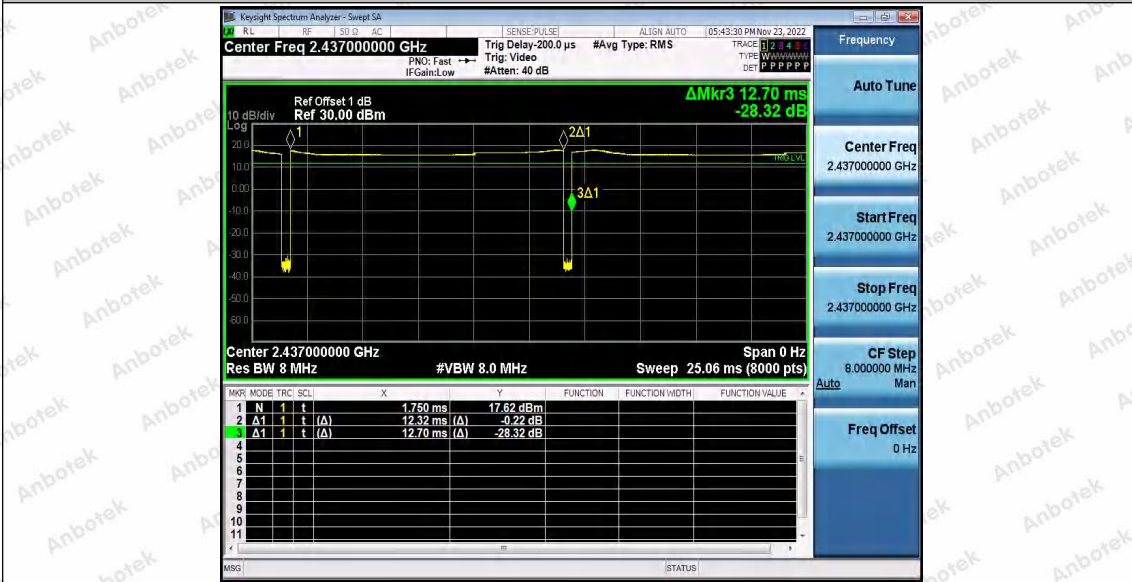 Keysight Spectrum Analyzer - Swept SA
RL RF 50 Ω AC SENSE:PULSE ALIGN AUTO 05:43:30 PM Nov 23, 2022
Center Freq 2.437000000 GHz
PNO: Fast
IFGain:Low
Trig Delay-200.0 µs
Trig: Video
#Atten: 40 dB
#Avg Type: RMS
TRACE 1 2 3 4 5 6
TYPE WWWWWW
DET P P P P P P
Ref Offset 1 dB
10 dB/div Ref 30.00 dBm
Log
ΔMkr3 12.70 ms
-28.32 dB
20.0
10.0
0.00
-10.0
-20.0
-30.0
-40.0
-50.0
-60.0
1
2Δ1
3Δ1
TRIG LVL
Center 2.437000000 GHz Span 0 Hz
Res BW 8 MHz #VBW 8.0 MHz Sweep 25.06 ms (8000 pts)
MKR MODE TRC SCL X Y FUNCTION FUNCTION WIDTH FUNCTION VALUE
1 N 1 t 1.750 ms 17.62 dBm
2 Δ1 1 t (Δ) 12.32 ms (Δ) -0.22 dB
3 Δ1 1 t (Δ) 12.70 ms (Δ) -28.32 dB
4
5
6
7
8
9
10
11
MSG STATUS
Frequency
Auto Tune
Center Freq
2.437000000 GHz
Start Freq
2.437000000 GHz
Stop Freq
2.437000000 GHz
CF Step
8.000000 MHz
Auto Man
Freq Offset
0 Hz
Anbotek